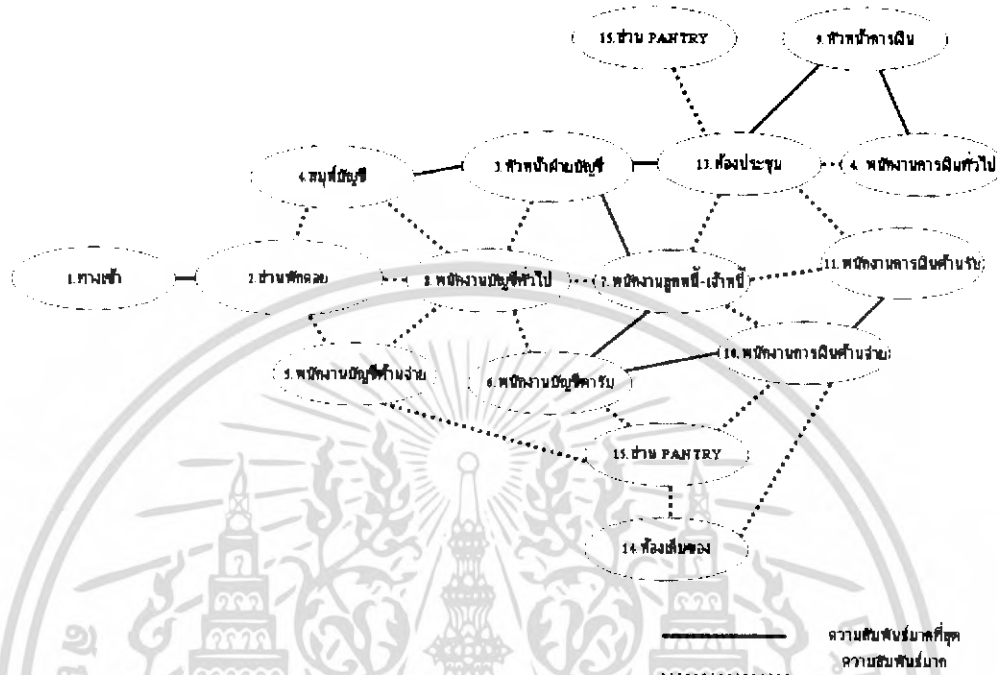 15.ส่วน PANTRY
9.หัวหน้าการเงิน
4.สมุห์บัญชี
3.หัวหน้าฝ่ายบัญชี
13.ห้องประชุม
4. พนักงานการเงินทั่วไป
1.ทางเข้า
2.ส่วนพักคอย
8.พนักงานบัญชีทั่วไป
7.พนักงานลูกหนี้-เจ้าหนี้
11.พนักงานการเงินด้านรับ
5.พนักงานบัญชีด้านจ่าย
6.พนักงานบัญชีดารับ
10.พนักงานการเงินด้านจ่าย
15.ส่วน PANTRY
14.ห้องเก็บของ
ความสัมพันธ์มากที่สุด
ความสัมพันธ์มาก